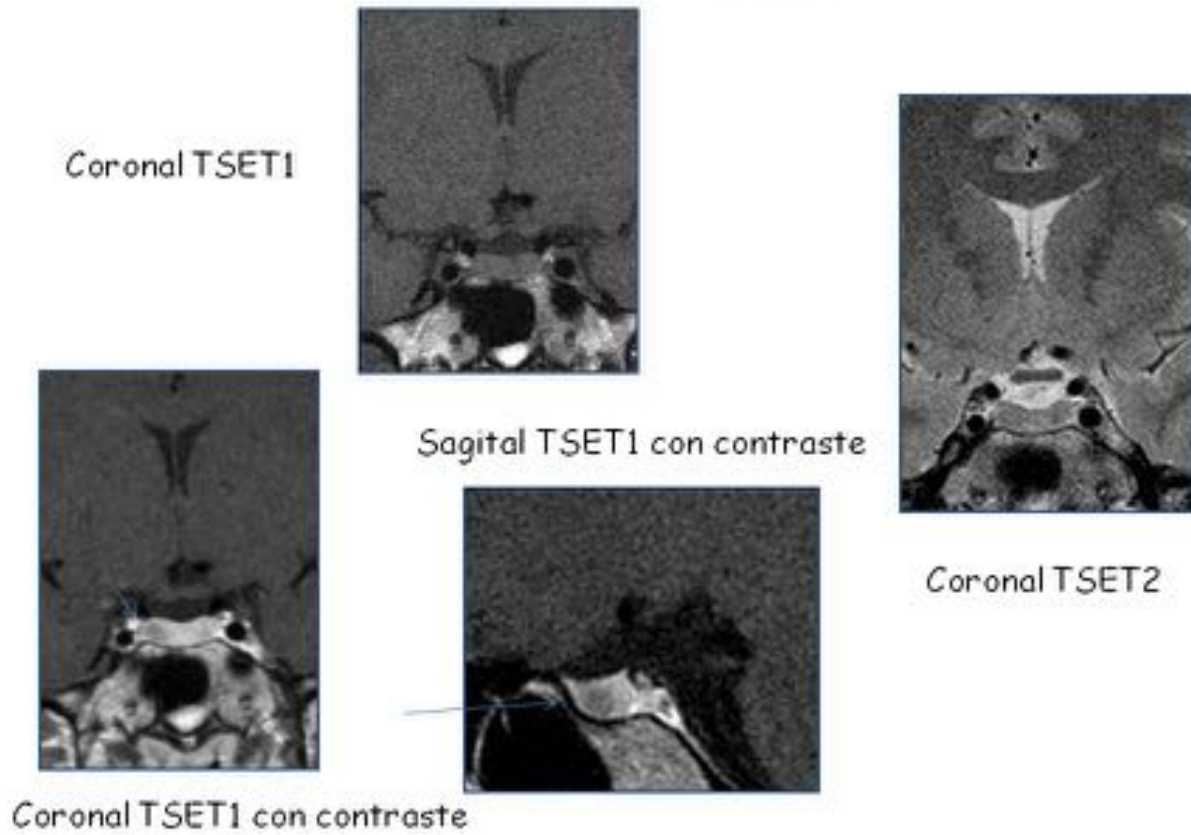 Coronal TSET1
Sagital TSET1 con contraste
Coronal TSET2
Coronal TSET1 con contraste